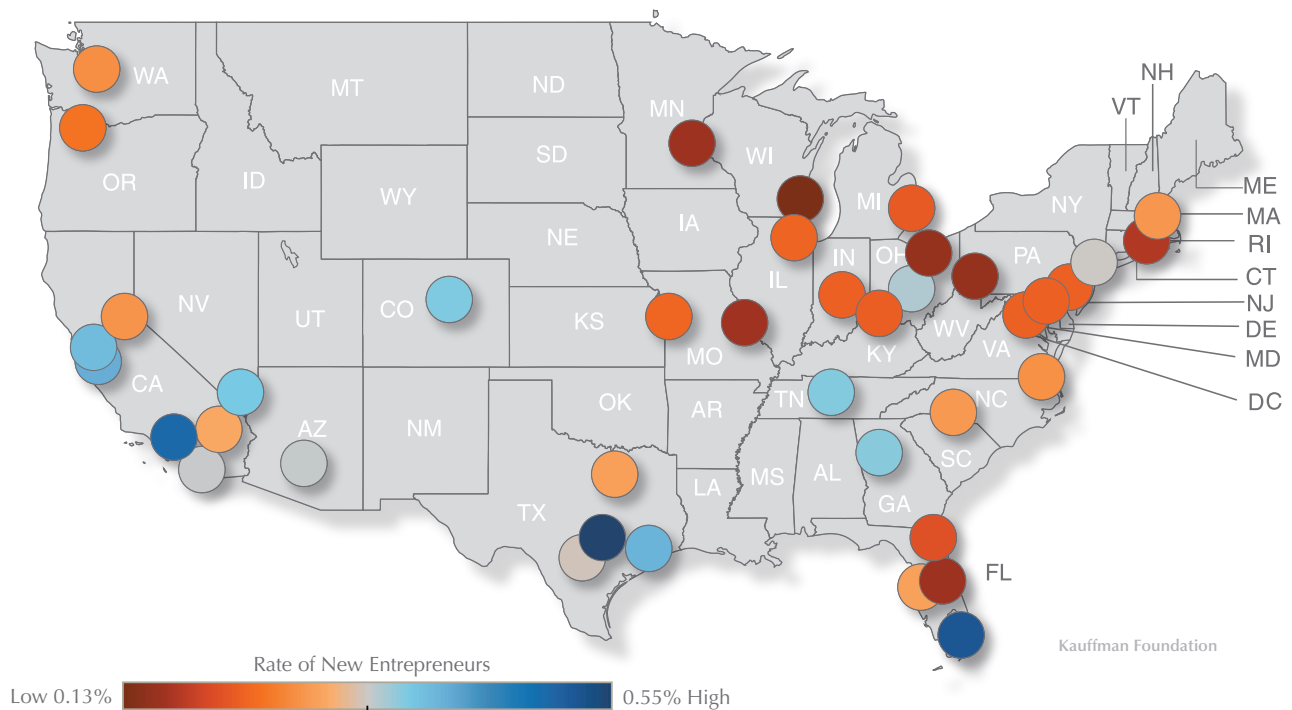 NH
VT
WA
MT
ND
MN
OR
ID
SD
WI
MI
NY
ME
MA
RI
CT
NJ
DE
MD
DC
WY
IA
NE
PA
OH
IN
IL
NV
UT
CO
KS
MO
WV
VA
KY
CA
AZ
NM
OK
AR
TN
NC
SC
TX
LA
MS
AL
GA
FL
Kauffman Foundation
Rate of New Entrepreneurs
Low 0.13%
0.55% High